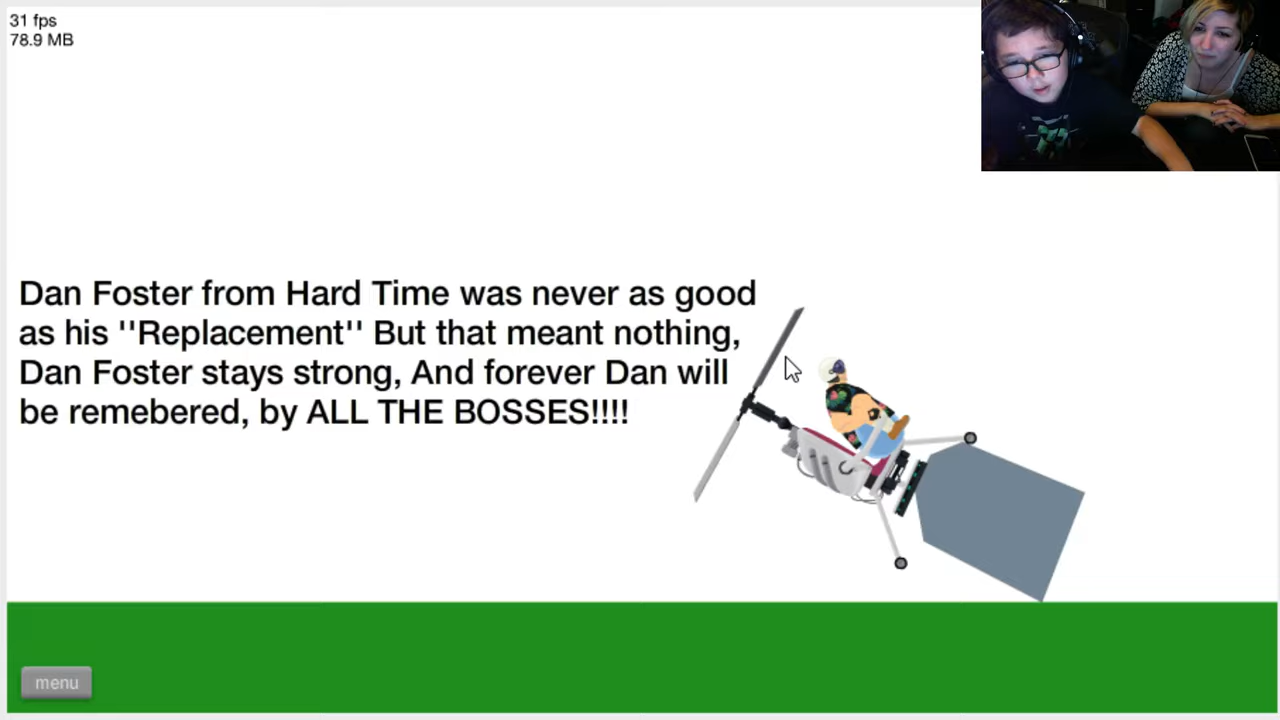 31 fps
78.9 MB
Dan Foster from Hard Time was never as good
as his ''Replacement'' But that meant nothing,
Dan Foster stays strong, And forever Dan will
be remebered, by ALL THE BOSSES!!!!
menu